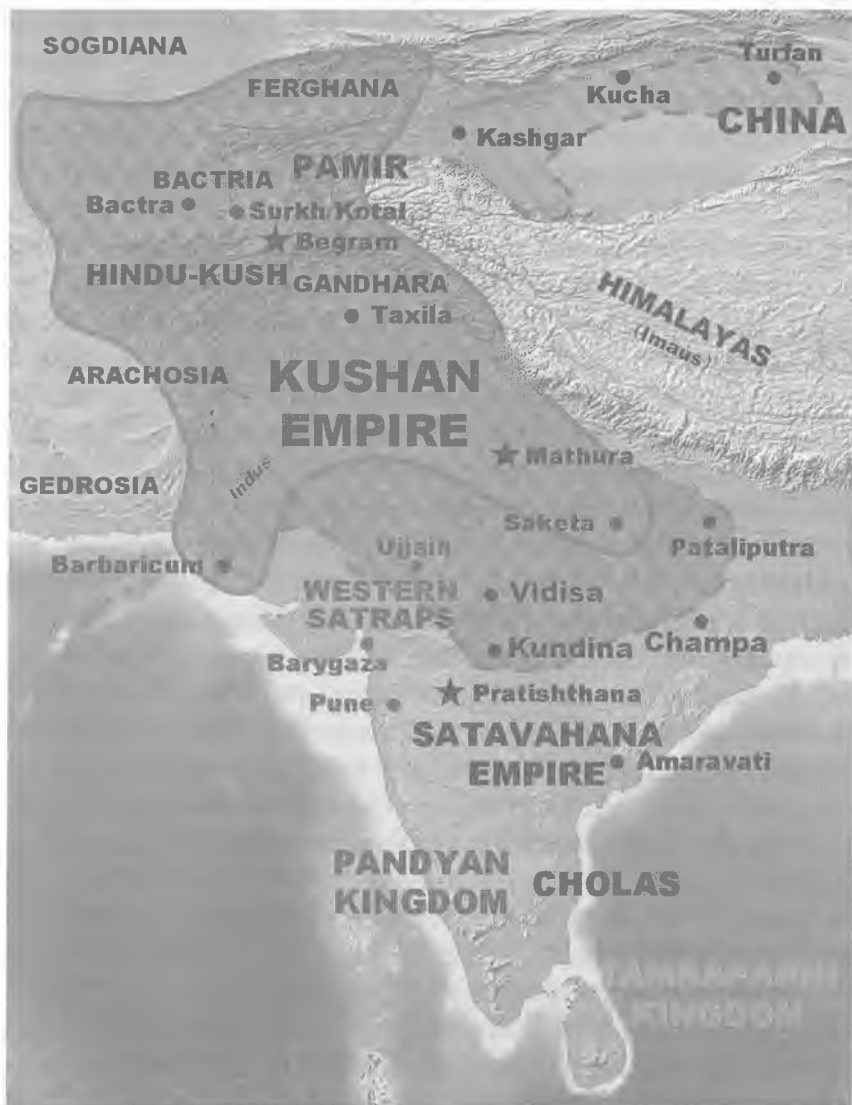 SOGDIANA
Turfan
FERGHANA
Kucha
CHINA
Kashgar
PAMIR
BACTRIA
Bactra
Surkh Kotal
Begram
HINDU-KUSH
GANDHARA
HIMALAYAS
(Imaus)
Taxila
ARACHOSIA
KUSHAN
EMPIRE
Mathura
Indus
GEDROSIA
Saketa
Pataliputra
Ujjain
Barbaricum
WESTERN
SATRAPS
Vidisa
Champa
Kundina
Barygaza
Pune
Pratishthana
SATAVAHANA
EMPIRE
Amaravati
PANDYAN
KINGDOM
CHOLAS
TAMBAPANNI
KINGDOM